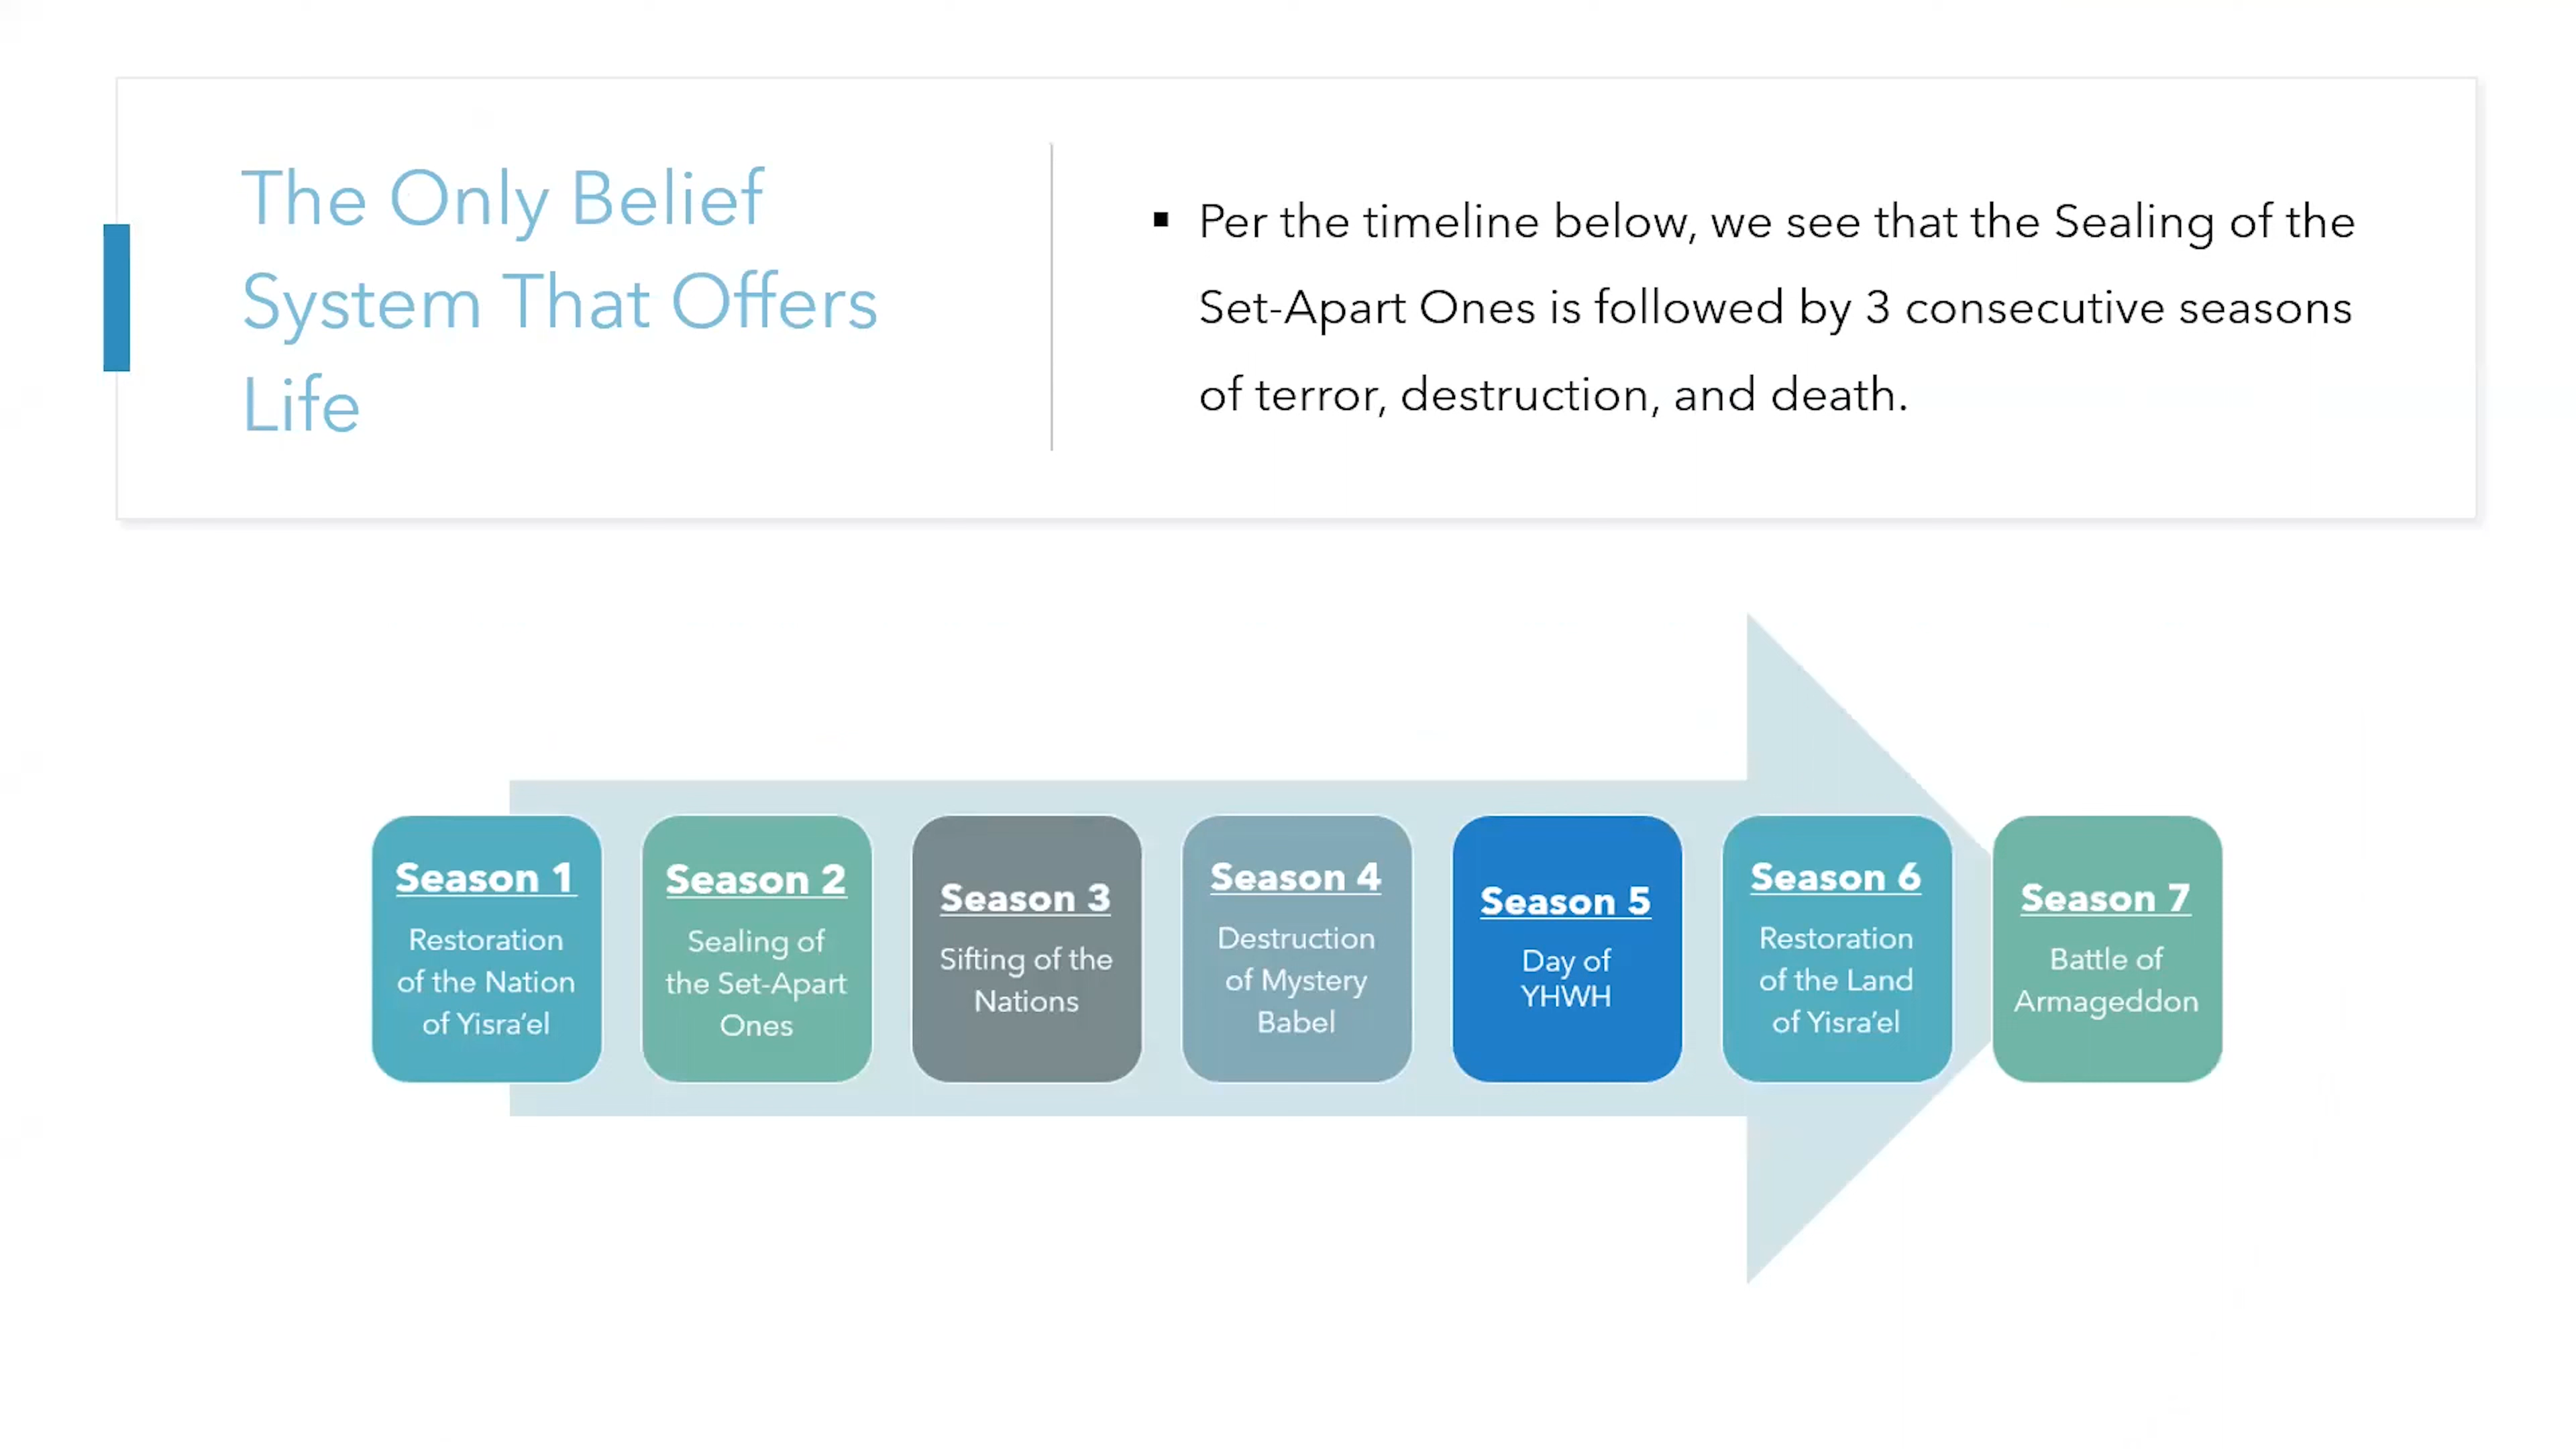 The Only Belief
System That Offers
Life
▪ Per the timeline below, we see that the Sealing of the
Set-Apart Ones is followed by 3 consecutive seasons
of terror, destruction, and death.
Season 1
Restoration
of the Nation
of Yisra’el
Season 2
Sealing of
the Set-Apart
Ones
Season 3
Sifting of the
Nations
Season 4
Destruction
of Mystery
Babel
Season 5
Day of
YHWH
Season 6
Restoration
of the Land
of Yisra’el
Season 7
Battle of
Armageddon